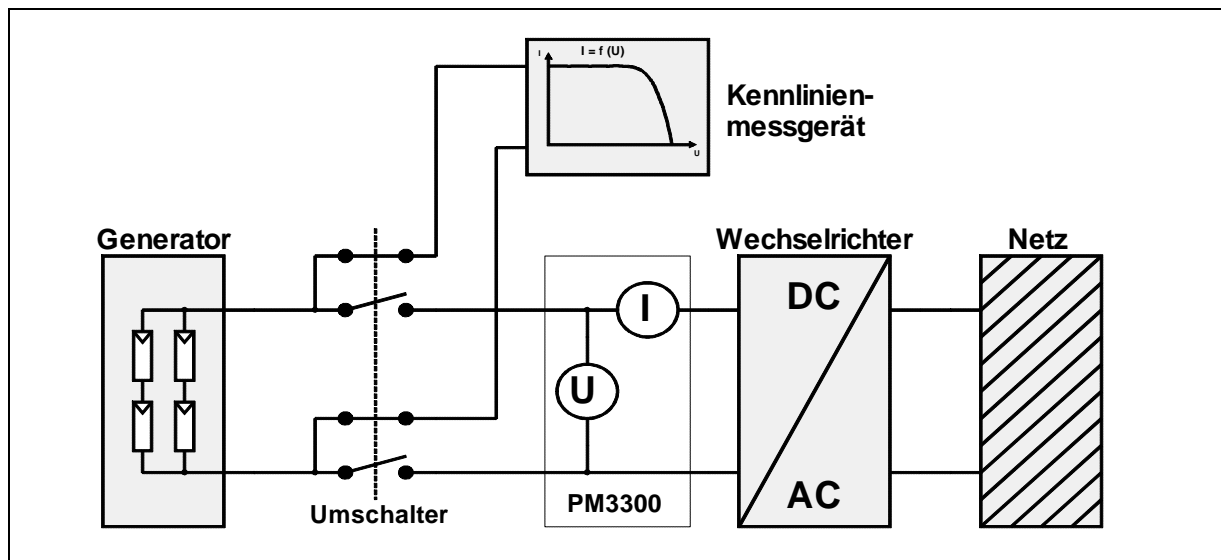 I
I = f (U)
U
Kennlinien-
messgerät
Generator
Wechselrichter
Netz
DC
I
U
AC
PM3300
Umschalter